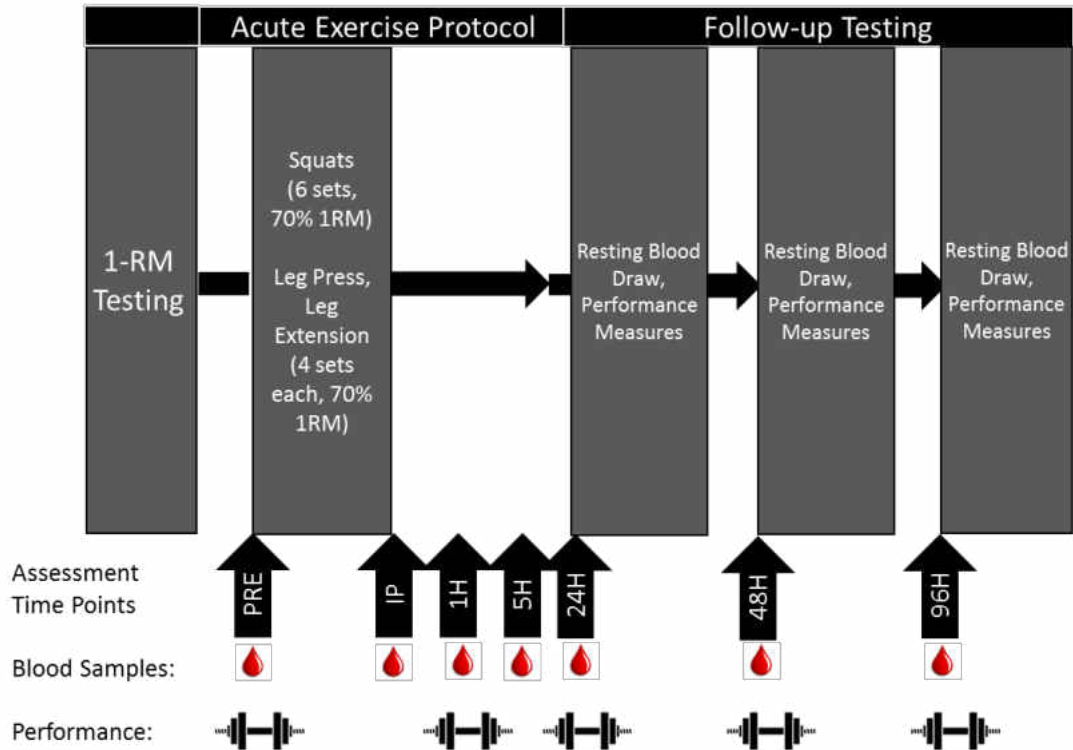 Acute Exercise Protocol
Follow-up Testing
1-RM
Testing
Squats
(6 sets,
70% 1RM)
Leg Press,
Leg
Extension
(4 sets
each, 70%
1RM)
Resting Blood
Draw,
Performance
Measures
Resting Blood
Draw,
Performance
Measures
Resting Blood
Draw,
Performance
Measures
Assessment
Time Points
PRE
IP
1H
5H
24H
48H
96H
Blood Samples:
Performance: